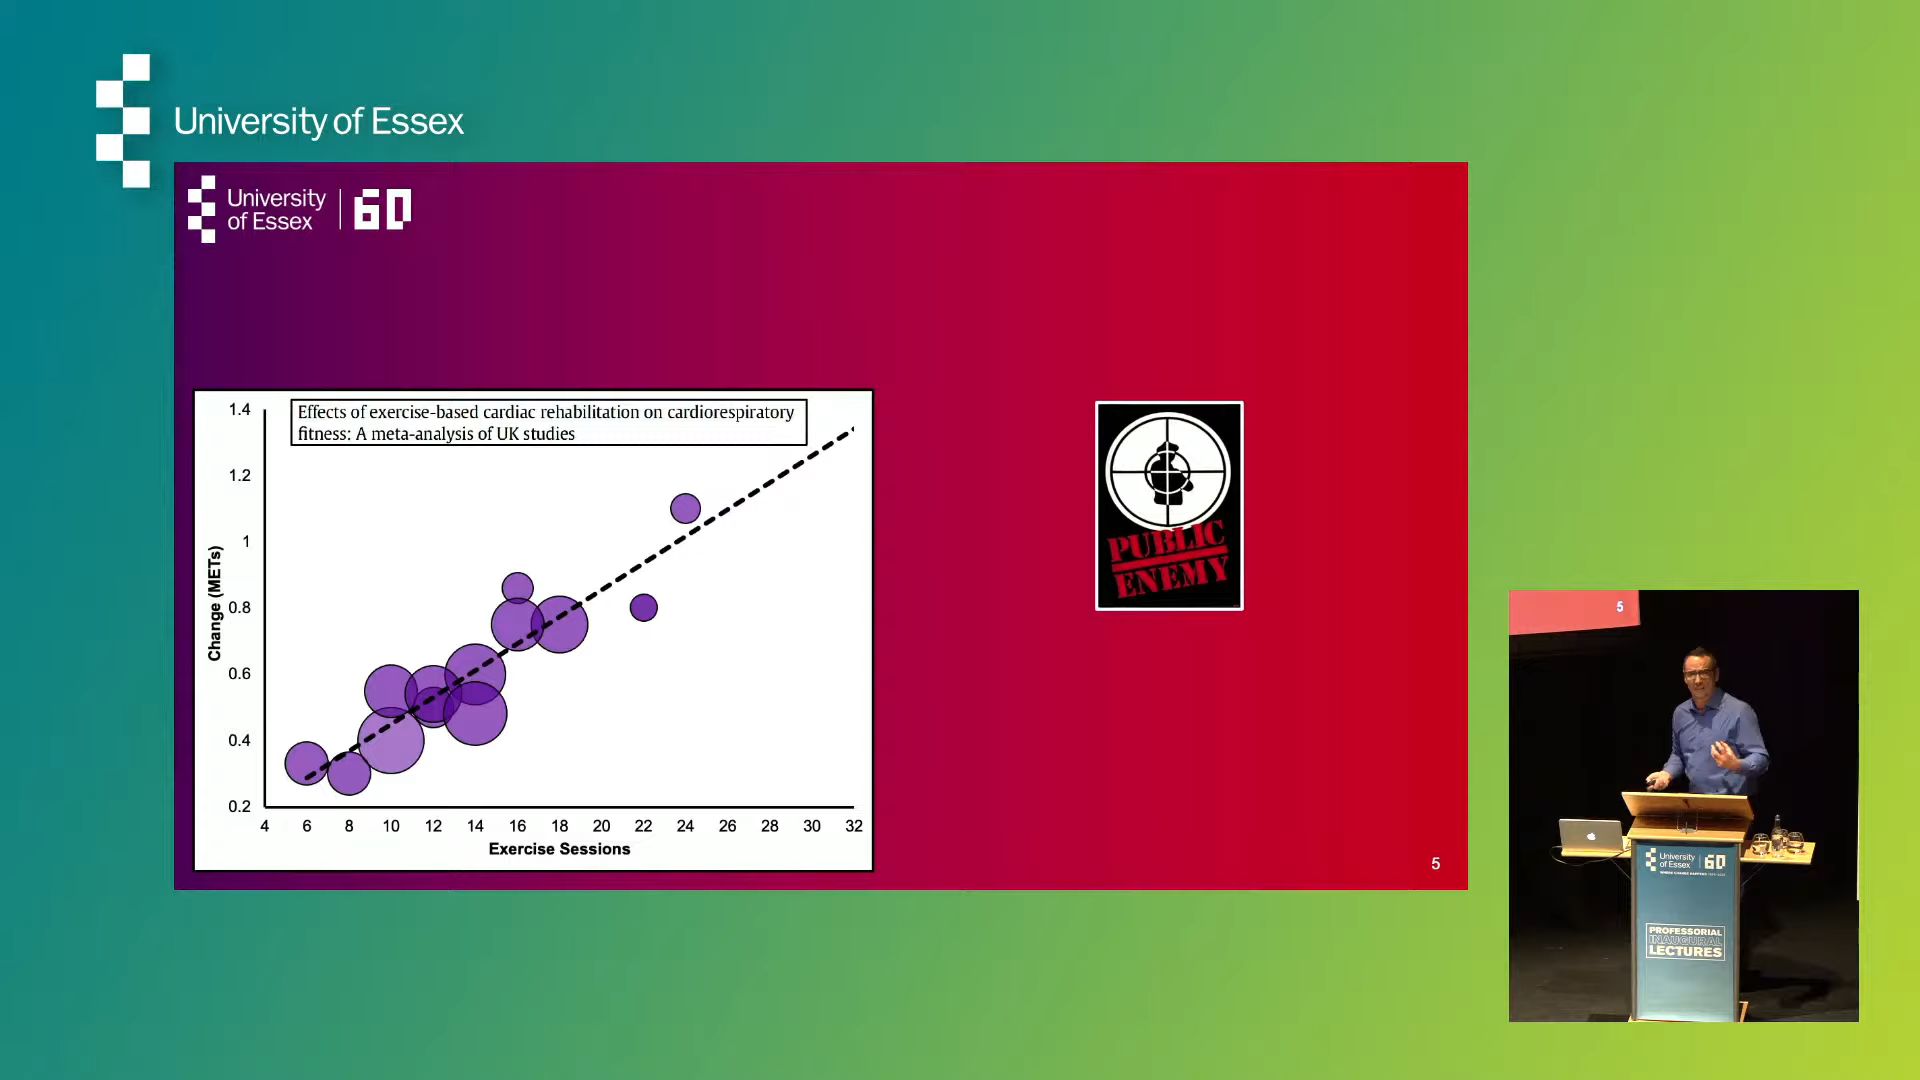 University of Essex
University
of Essex
60
Effects of exercise-based cardiac rehabilitation on cardiorespiratory
fitness: A meta-analysis of UK studies
1.4
1.2
1
0.8
0.6
0.4
0.2
Change (METs)
4 6 8 10 12 14 16 18 20 22 24 26 28 30 32
Exercise Sessions
PUBLIC
ENEMY
5
5
University
of Essex
60
PROFESSORIAL
INAUGURAL
LECTURES